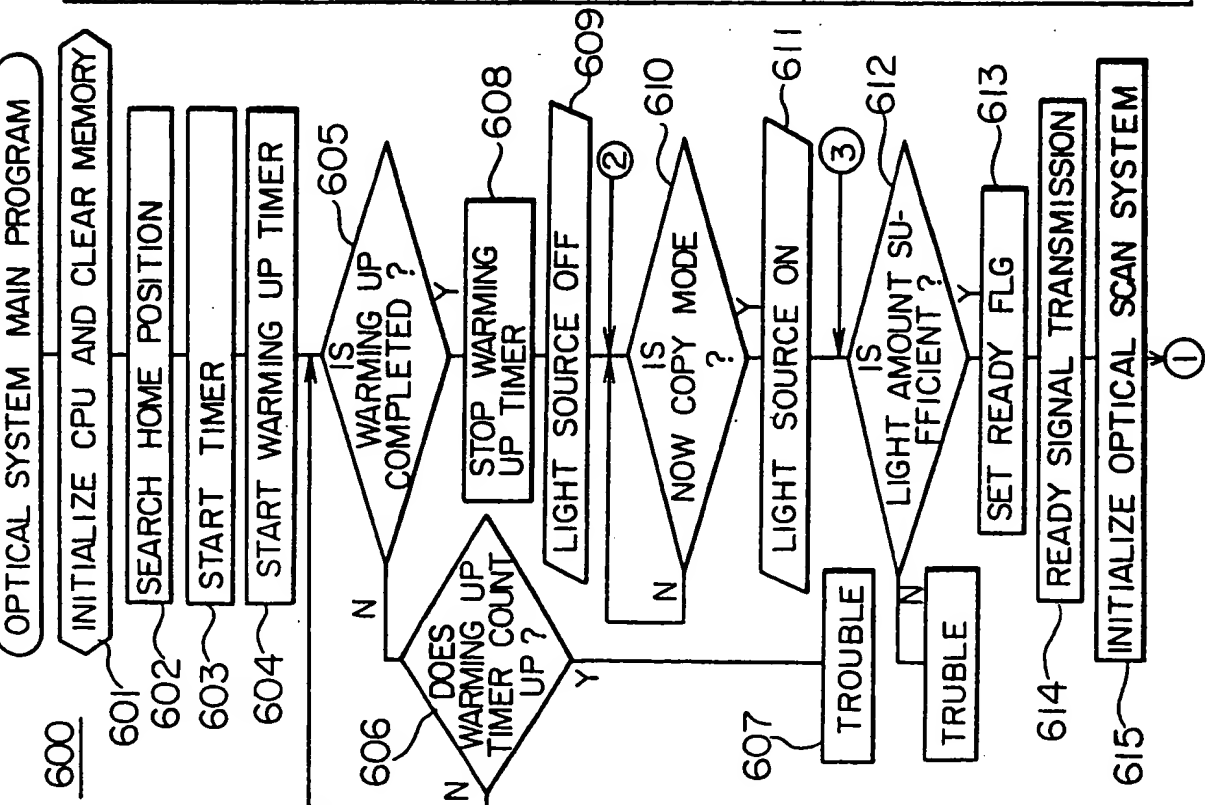 600
OPTICAL SYSTEM MAIN PROGRAM
601
INITIALIZE CPU AND CLEAR MEMORY
602
SEARCH HOME POSITION
603
START TIMER
604
START WARMING UP TIMER
605
IS
WARMING UP
COMPLETED ?
N
Y
606
DOES
WARMING UP
TIMER COUNT
UP ?
N
Y
607
TROUBLE
608
STOP WARMING
UP TIMER
609
LIGHT SOURCE OFF
2
610
IS
NOW COPY MODE
?
N
Y
611
LIGHT SOURCE ON
3
612
IS
LIGHT AMOUNT SU-
FFICIENT ?
N
Y
TRUBLE
613
SET READY FLG
614
READY SIGNAL TRANSMISSION
615
INITIALIZE OPTICAL SCAN SYSTEM
1